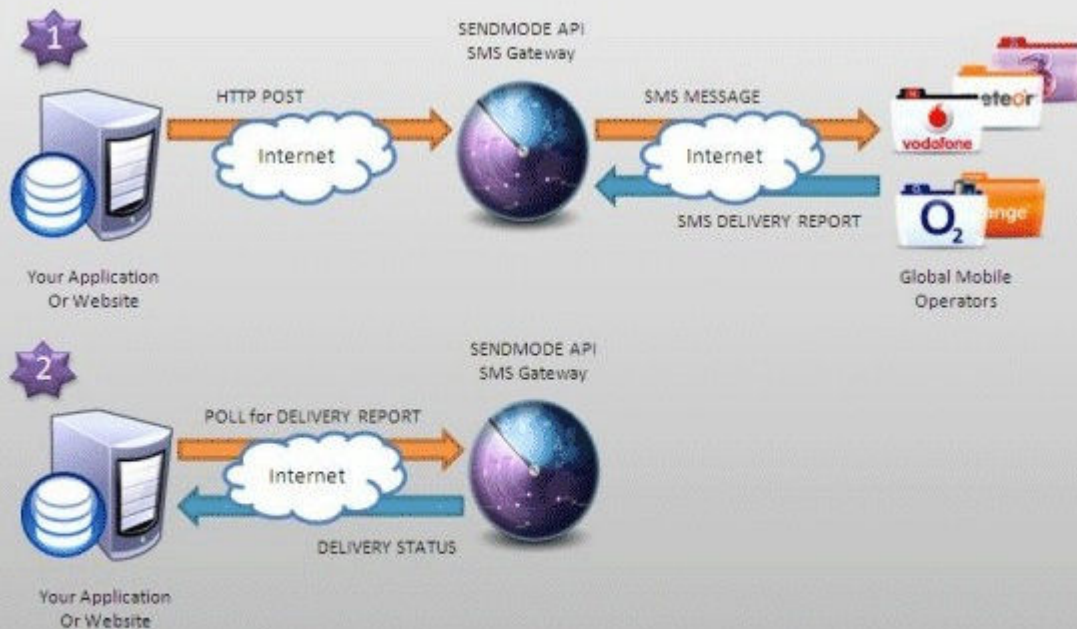 1
SENDMODE API
SMS Gateway
HTTP POST
SMS MESSAGE
Internet
Internet
eteor
vodafone
SMS DELIVERY REPORT
O2
ange
Your Application
Or Website
Global Mobile
Operators
2
SENDMODE API
SMS Gateway
POLL for DELIVERY REPORT
Internet
DELIVERY STATUS
Your Application
Or Website